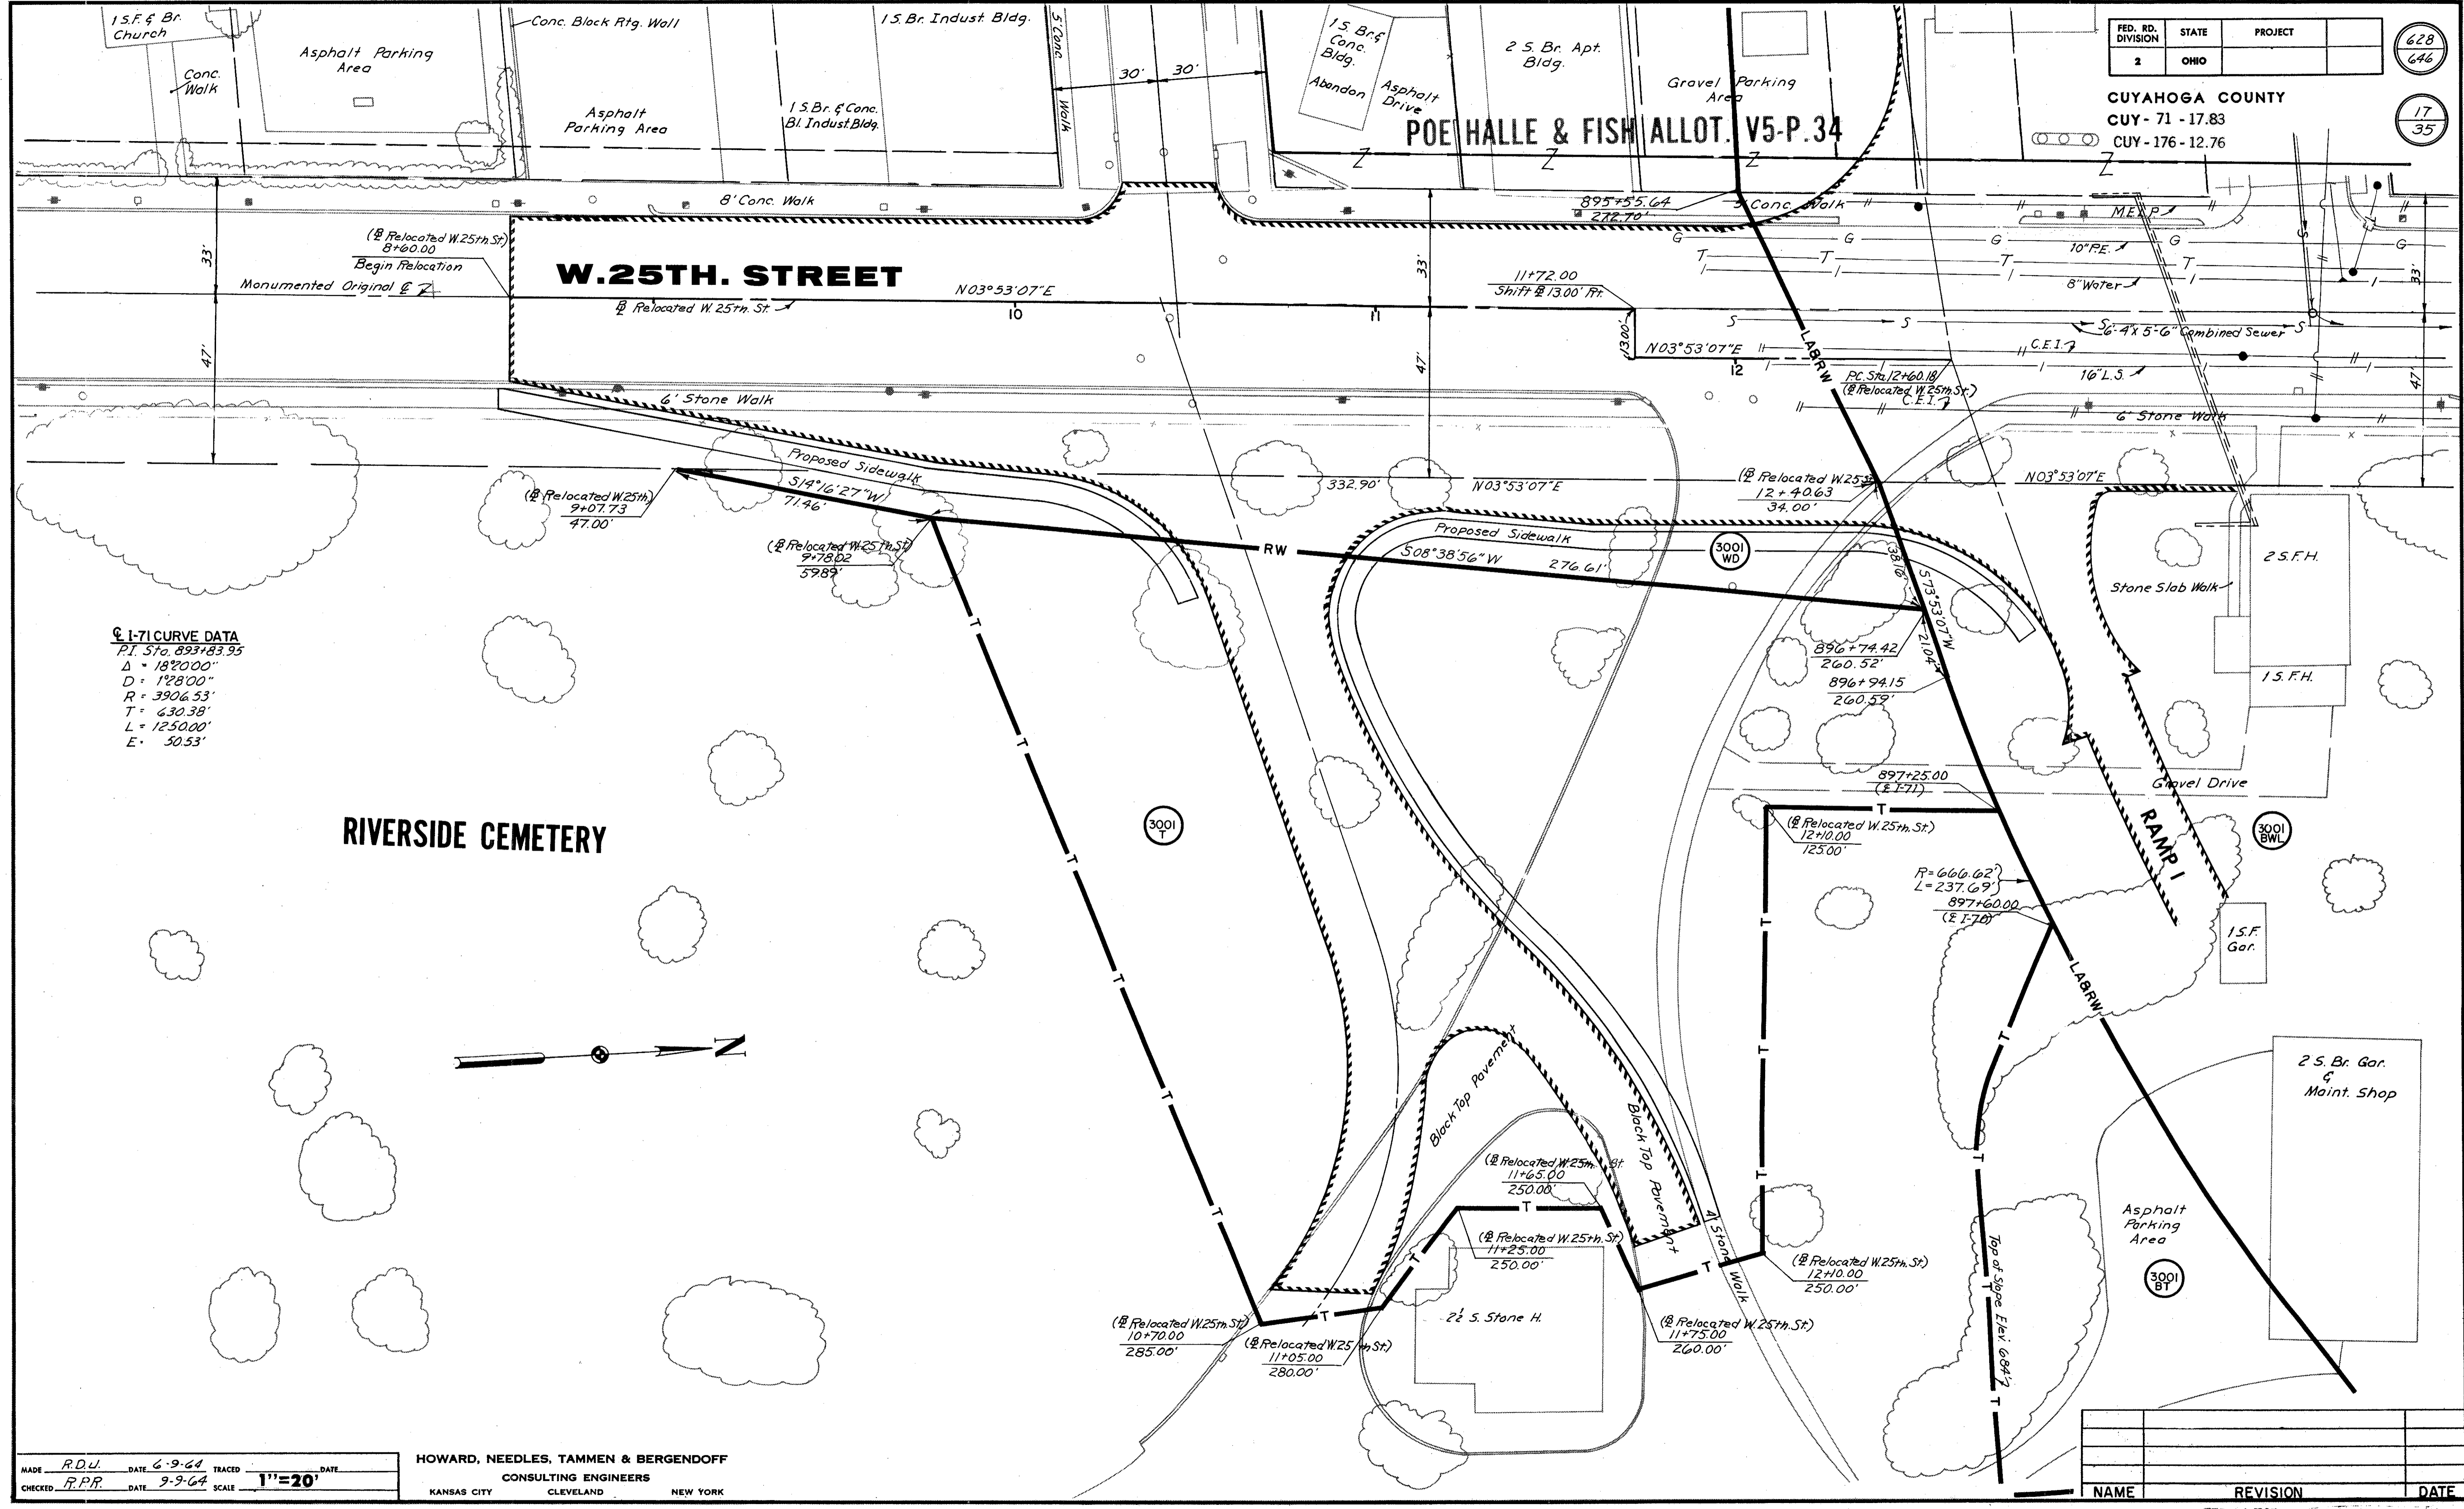 1 S.F. & Br.
Church
Conc.
Walk
Asphalt Parking
Area
Conc. Block Rtg. Wall
Asphalt
Parking Area
1 S. Br. & Conc.
Bl. Indust. Bldg.
1 S. Br. Indust. Bldg.
5' Conc. Walk
30' 30'
1 S. Br. &
Conc.
Bldg.
Abandon
Asphalt
Drive
2 S. Br. Apt.
Bldg.
Gravel Parking
Area
POE HALLE & FISH ALLOT. V5-P.34
FED. RD.
DIVISION
STATE
PROJECT
2
OHIO
628
646
CUYAHOGA COUNTY
CUY - 71 - 17.83
CUY - 176 - 12.76
17
35
8' Conc. Walk
895+55.64
272.70'
5' Conc. Walk
M.E.L.P.
10" P.E.
8" Water
6'-4" x 5'-6" Combined Sewer
C.E.I.
16" L.S.
G G G G G
T T T T
S S S
33'
47'
33'
47'
33'
47'
(℄ Relocated W.25th St.)
8+60.00
Begin Relocation
Monumented Original ℄
W.25TH. STREET
N03°53'07"E
℄ Relocated W. 25th. St.
10
11
12
11+72.00
Shift ℄ 13.00' Rt.
13.00'
N03°53'07"E
LA&RW
P.C. Sta. 12+60.18
(℄ Relocated W.25th St.)
C.E.I.
6' Stone Walk
6' Stone Walk
Proposed Sidewalk
S14°16'27"W
71.46'
(℄ Relocated W.25th)
9+07.73
47.00'
(℄ Relocated W.25th St)
9+78.02
59.89'
332.90'
N03°53'07"E
(℄ Relocated W.25 St.
12+40.63
34.00'
N03°53'07"E
RW
Proposed Sidewalk
S08°38'56"W 276.61'
3001
WD
38.16'
S73°53'07"W
21.04'
2 S.F.H.
Stone Slab Walk
896+74.42
260.52'
896+94.15
260.59'
1 S.F.H.
℄ I-71 CURVE DATA
P.I. Sta. 893+83.95
Δ = 18°20'00"
D = 1°28'00"
R = 3906.53'
T = 630.38'
L = 1250.00'
E = 50.53'
897+25.00
(℄ I-71)
Gravel Drive
RIVERSIDE CEMETERY
3001
T
(℄ Relocated W.25th. St.)
12+10.00
125.00'
RAMP I
3001
BWL
R=666.62'
L=237.69'
897+60.00
(℄ I-70)
1 S.F.
Gar.
LA&RW
N
Black Top Pavement
Black Top Pavement
2 S. Br. Gar.
&
Maint. Shop
(℄ Relocated W.25th. St.
11+65.00
250.00'
(℄ Relocated W.25th. St.)
11+25.00
250.00'
4' Stone Walk
(℄ Relocated W.25th. St.)
12+10.00
250.00'
Asphalt
Parking
Area
3001
BT
Top of Slope Elev. 684.7
(℄ Relocated W.25th. St.)
10+70.00
285.00'
(℄ Relocated W.25 th St.)
11+05.00
280.00'
2½ S. Stone H.
(℄ Relocated W.25th. St.)
11+75.00
260.00'
MADE R.D.U. DATE 6-9-64 TRACED DATE
CHECKED R.P.R. DATE 9-9-64 SCALE 1"=20'
HOWARD, NEEDLES, TAMMEN & BERGENDOFF
CONSULTING ENGINEERS
KANSAS CITY CLEVELAND NEW YORK
NAME REVISION DATE